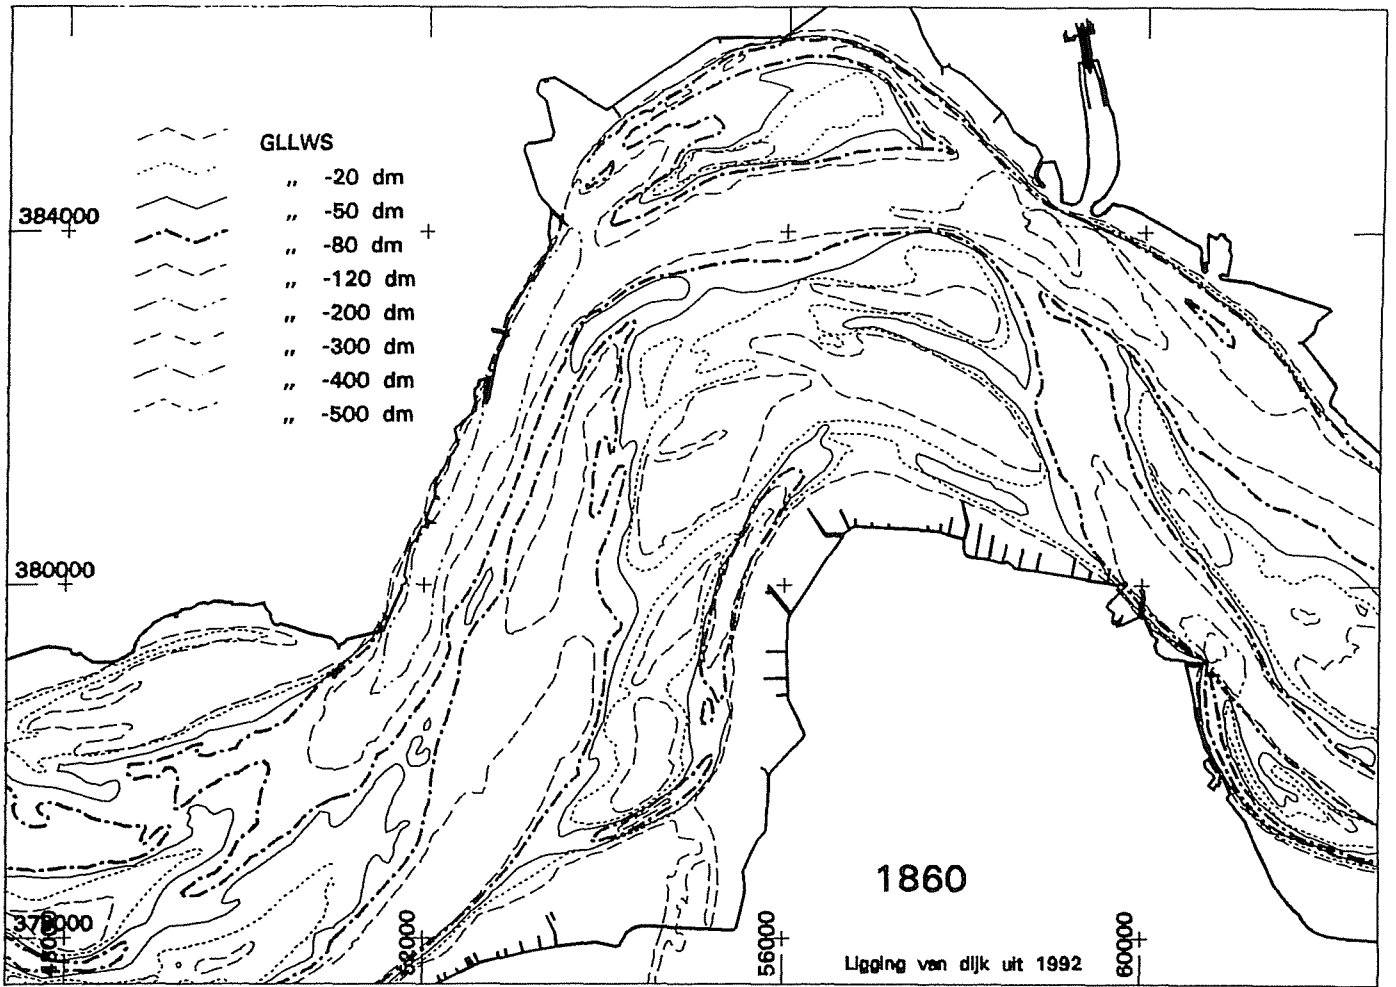 GLLWS
„ -20 dm
„ -50 dm
„ -80 dm
„ -120 dm
„ -200 dm
„ -300 dm
„ -400 dm
„ -500 dm
384000
380000
1860
52000
56000
60000
Ligging van dijk uit 1992